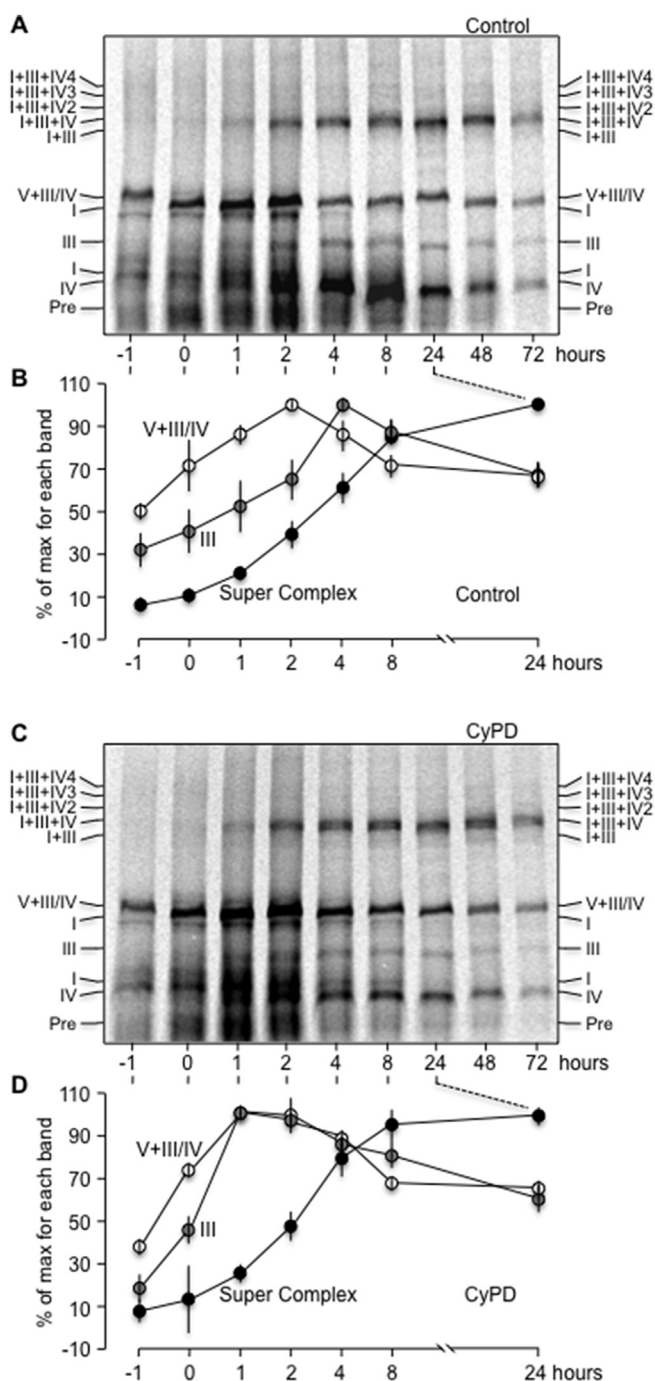 A Control
I+III+IV4 I+III+IV4
I+III+IV3 I+III+IV3
I+III+IV2 I+III+IV2
I+III+IV I+III+IV
I+III I+III
V+III/IV V+III/IV
I I
III III
I I
IV IV
Pre Pre
-1 0 1 2 4 8 24 48 72 hours
B
110
90
70
50
30
10
-10
% of max for each band
V+III/IV
III
Super Complex Control
-1 0 1 2 4 8 24 hours
C CyPD
I+III+IV4 I+III+IV4
I+III+IV3 I+III+IV3
I+III+IV2 I+III+IV2
I+III+IV I+III+IV
I+III I+III
V+III/IV V+III/IV
I I
III III
I I
IV IV
Pre Pre
-1 0 1 2 4 8 24 48 72 hours
D
110
90
70
50
30
10
-10
% of max for each band
V+III/IV
III
Super Complex CyPD
-1 0 1 2 4 8 24 hours